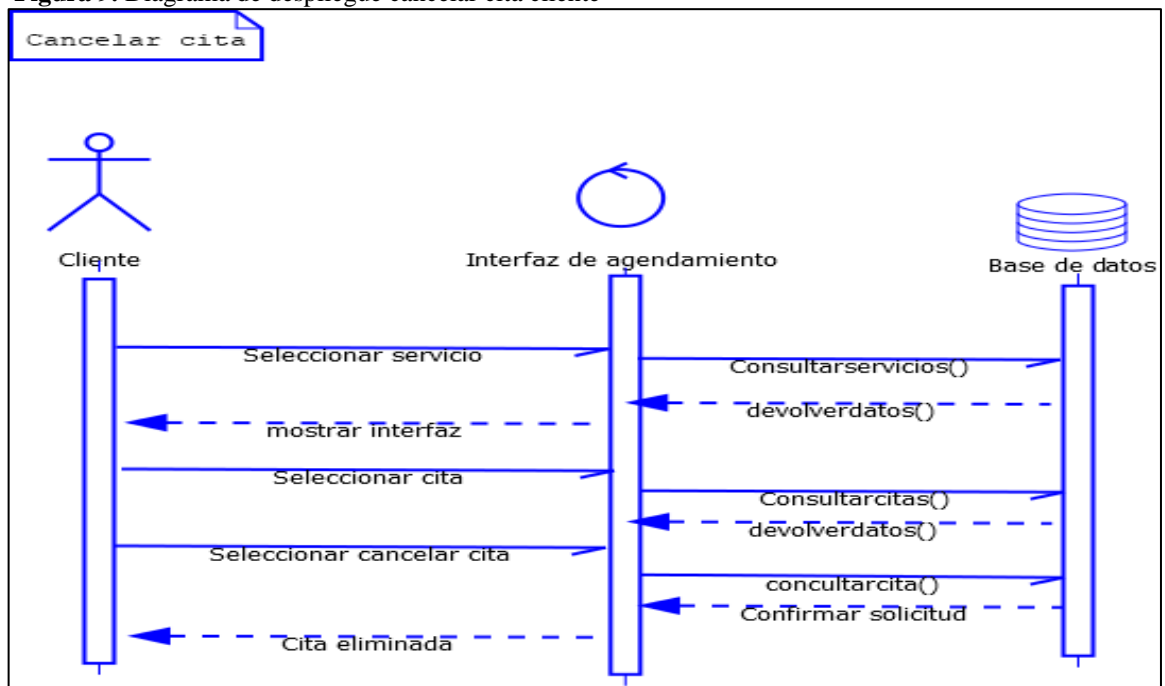 Cancelar cita
Cliente
Interfaz de agendamiento
Base de datos
Seleccionar servicio
Consultarservicios()
devolverdatos()
mostrar interfaz
Seleccionar cita
Consultarcitas()
devolverdatos()
Seleccionar cancelar cita
concultarcita()
Confirmar solicitud
Cita eliminada